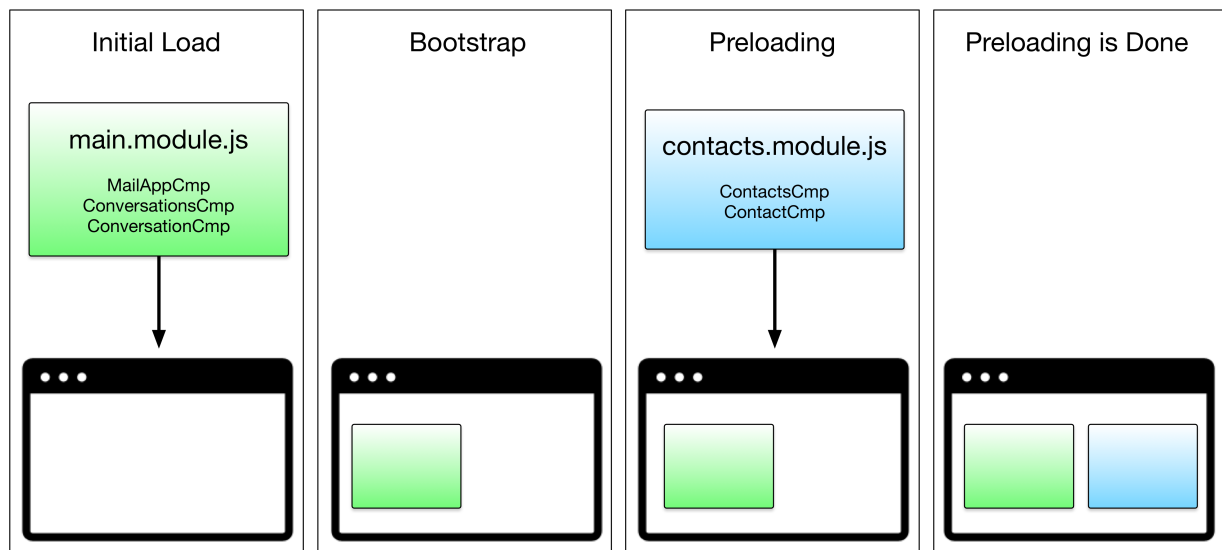 Initial Load
main.module.js
MailAppCmp
ConversationsCmp
ConversationCmp
Bootstrap
Preloading
contacts.module.js
ContactsCmp
ContactCmp
Preloading is Done